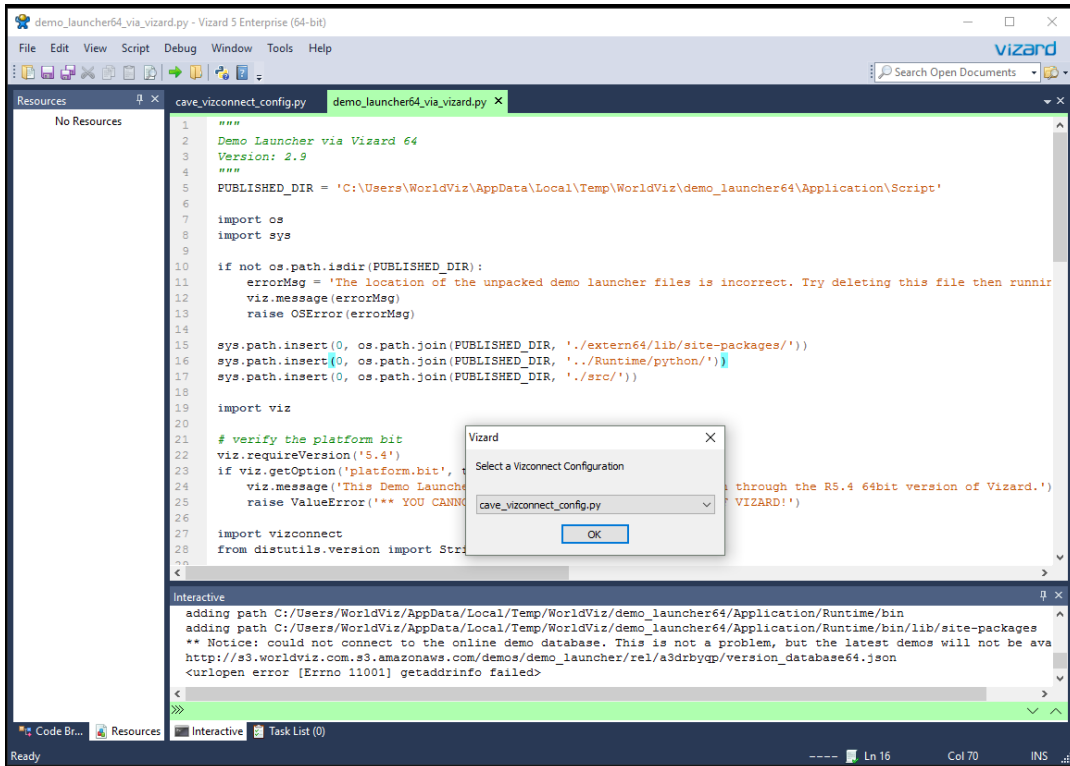 demo_launcher64_via_vizard.py - Vizard 5 Enterprise (64-bit)
File Edit View Script Debug Window Tools Help
vizard
Search Open Documents
Resources
cave_vizconnect_config.py
demo_launcher64_via_vizard.py
No Resources
1 """
2 Demo Launcher via Vizard 64
3 Version: 2.9
4 """
5 PUBLISHED_DIR = 'C:\Users\WorldViz\AppData\Local\Temp\WorldViz\demo_launcher64\Application\Script'
6
7 import os
8 import sys
9
10 if not os.path.isdir(PUBLISHED_DIR):
11 errorMsg = 'The location of the unpacked demo launcher files is incorrect. Try deleting this file then runnin
12 viz.message(errorMsg)
13 raise OSError(errorMsg)
14
15 sys.path.insert(0, os.path.join(PUBLISHED_DIR, './extern64/lib/site-packages/'))
16 sys.path.insert(0, os.path.join(PUBLISHED_DIR, '../Runtime/python/'))
17 sys.path.insert(0, os.path.join(PUBLISHED_DIR, './src/'))
18
19 import viz
20
21 # verify the platform bit
22 viz.requireVersion('5.4')
23 if viz.getOption('platform.bit', t
24 viz.message('This Demo Launche through the R5.4 64bit version of Vizard.')
25 raise ValueError('** YOU CANNO VIZARD!')
26
27 import vizconnect
28 from distutils.version import Stri
Vizard
Select a Vizconnect Configuration
cave_vizconnect_config.py
OK
Interactive
adding path C:/Users/WorldViz/AppData/Local/Temp/WorldViz/demo_launcher64/Application/Runtime/bin
adding path C:/Users/WorldViz/AppData/Local/Temp/WorldViz/demo_launcher64/Application/Runtime/bin/lib/site-packages
** Notice: could not connect to the online demo database. This is not a problem, but the latest demos will not be ava
http://s3.worldviz.com.s3.amazonaws.com/demos/demo_launcher/rel/a3drbyqp/version_database64.json
<urlopen error [Errno 11001] getaddrinfo failed>
>>>
Code Br... Resources Interactive Task List (0)
Ready ---- Ln 16 Col 70 INS